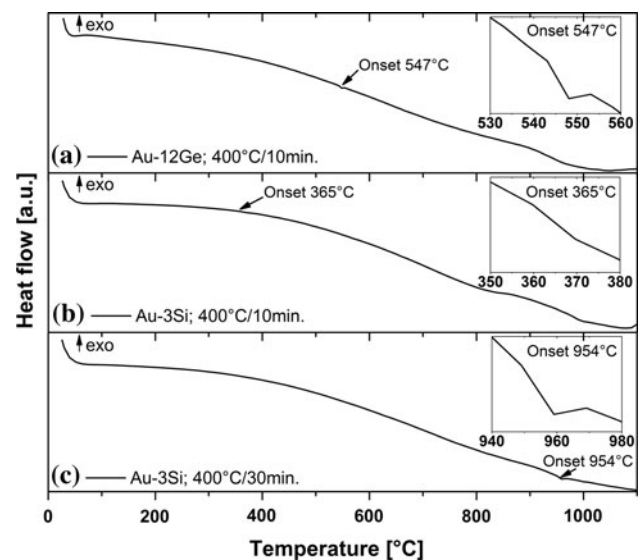 Heat flow [a.u.]
exo
Onset 547°C
Onset 547°C
530 540 550 560
(a) Au-12Ge; 400°C/10min.
exo
Onset 365°C
Onset 365°C
350 360 370 380
(b) Au-3Si; 400°C/10min.
exo
Onset 954°C
940 960 980
Onset 954°C
(c) Au-3Si; 400°C/30min.
0 200 400 600 800 1000
Temperature [°C]